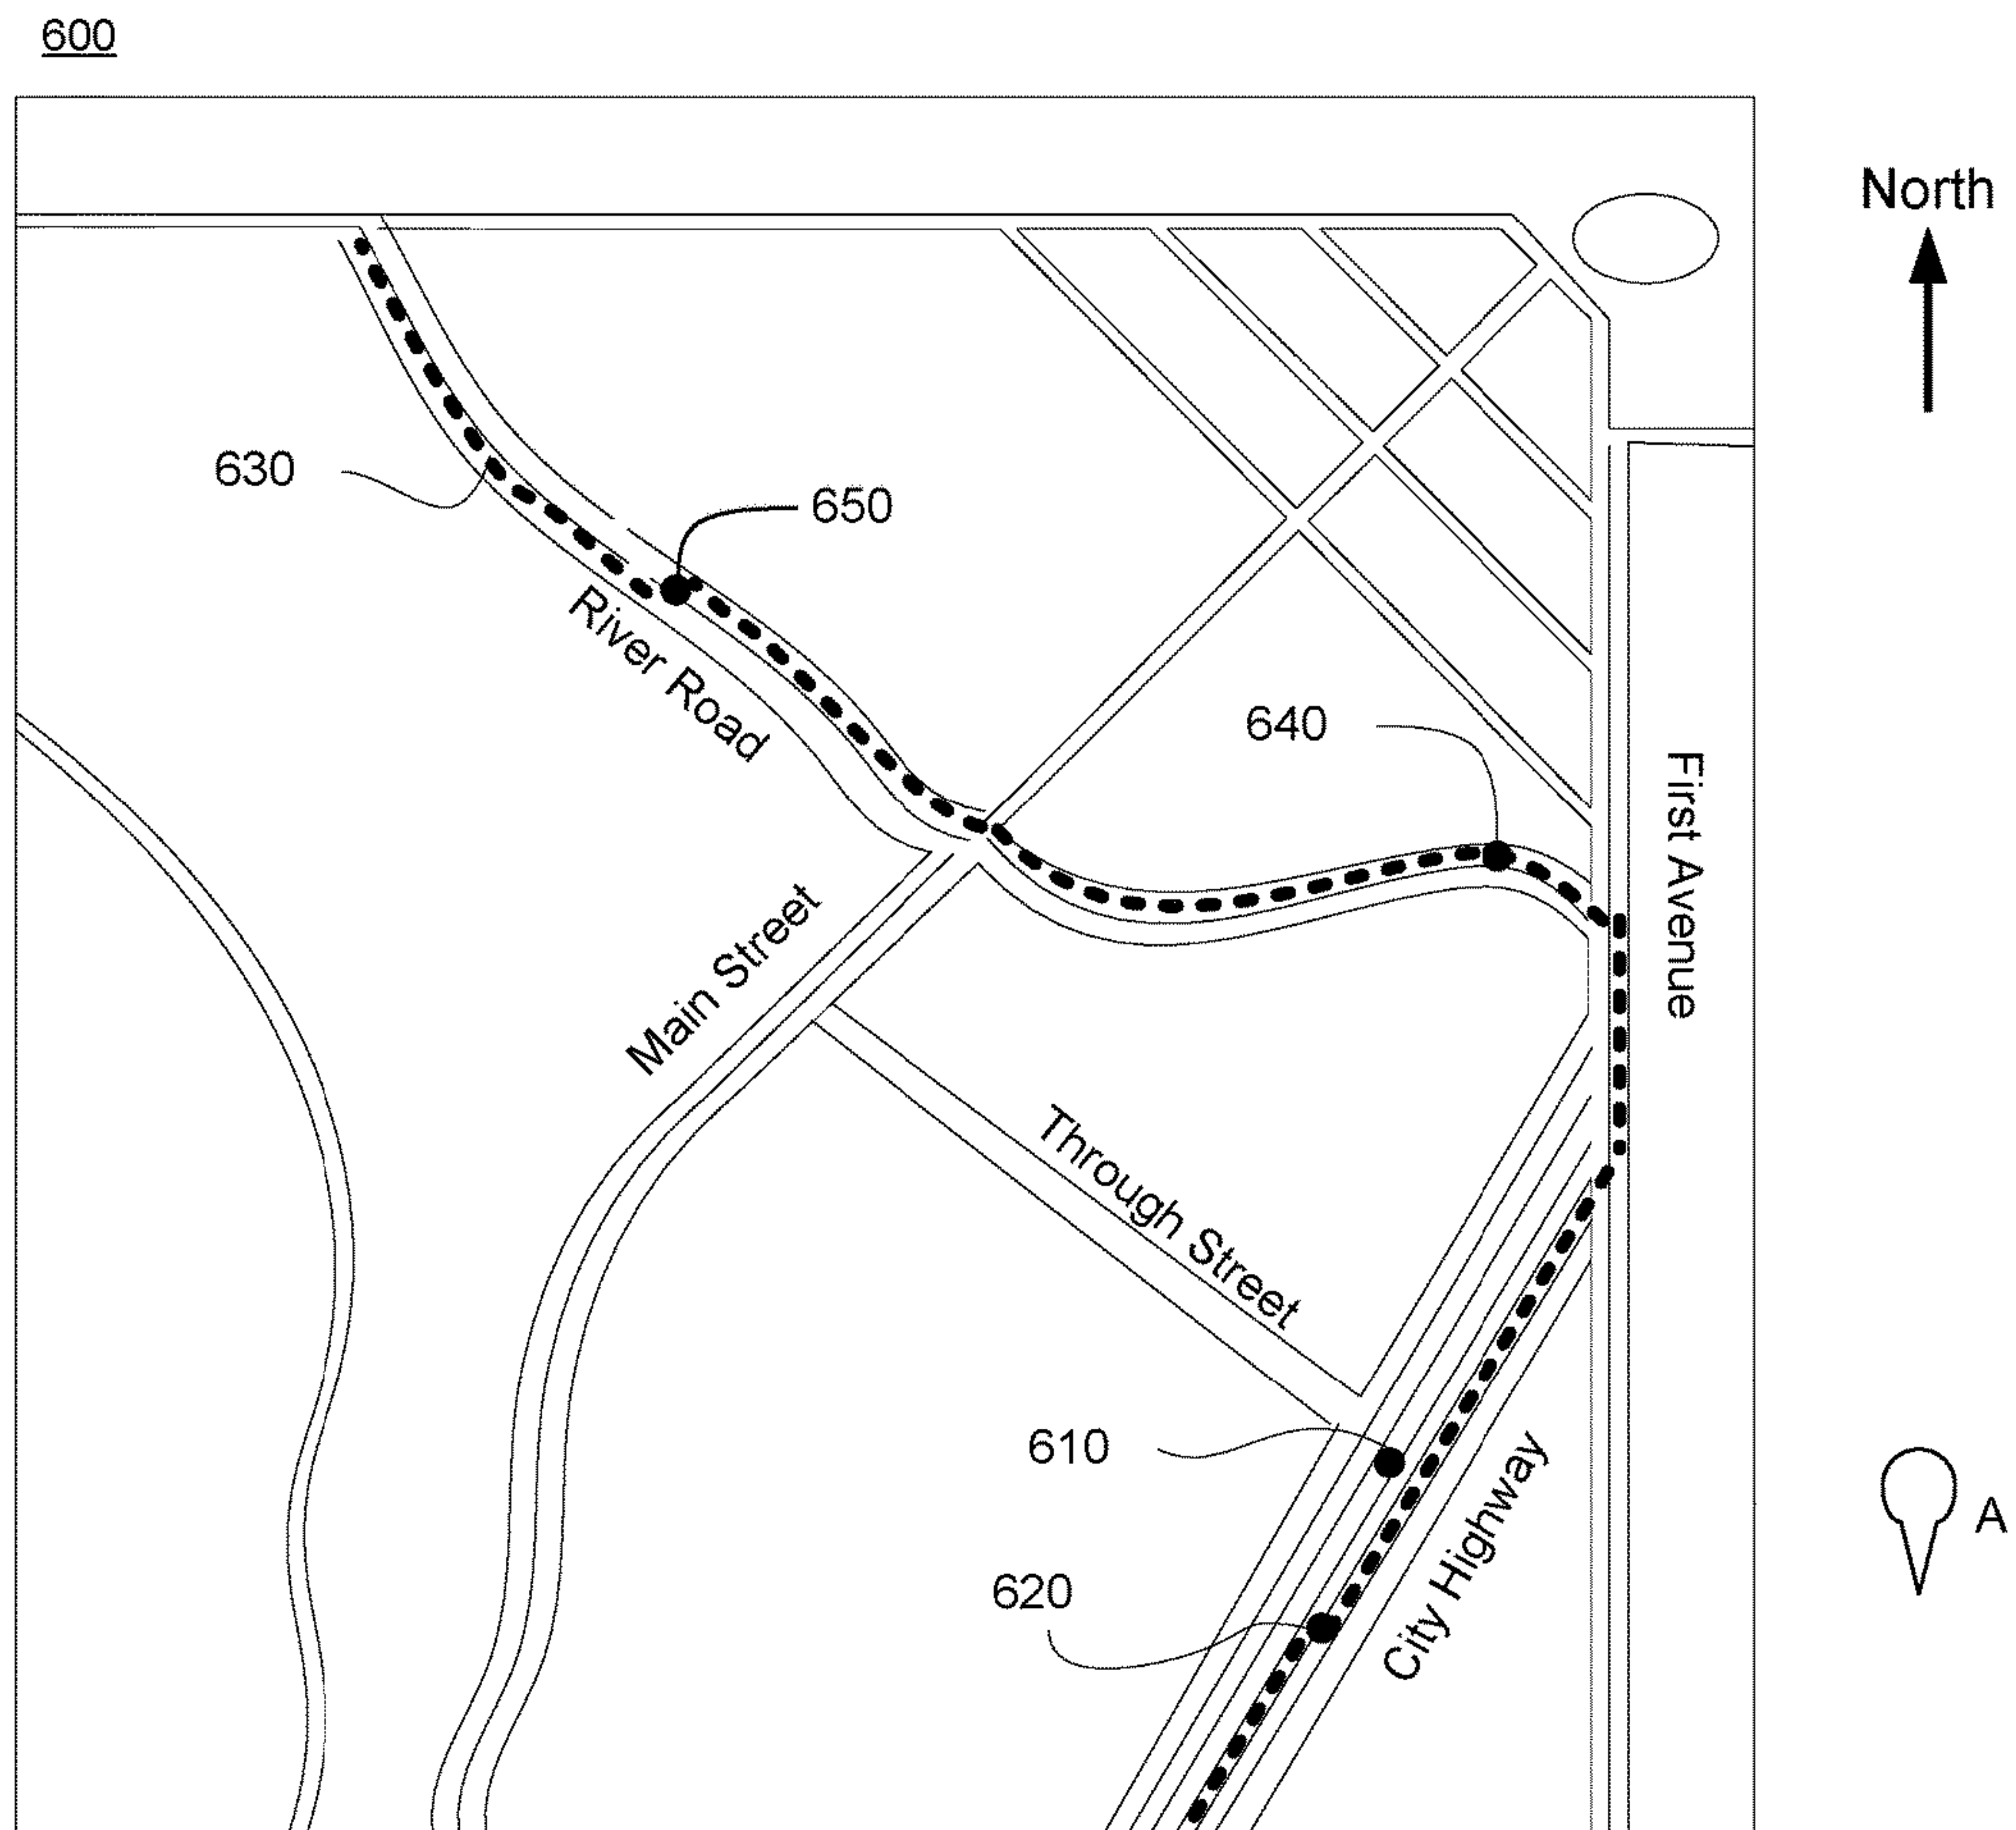 600
North
630
650
River Road
640
First Avenue
Main Street
Through Street
610
City Highway
A
620